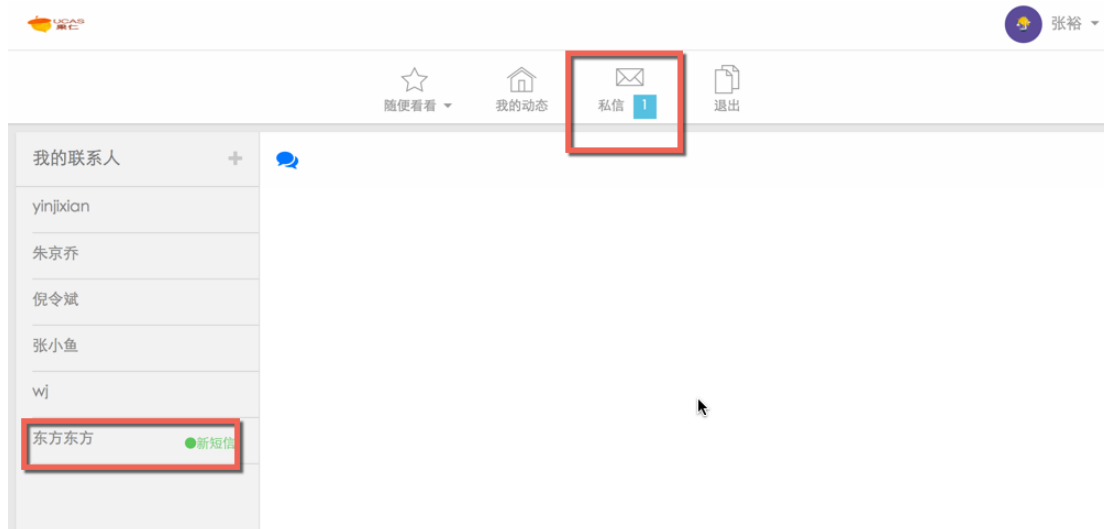 UCAS
果仁
张裕
随便看看
我的动态
私信 1
退出
我的联系人
yinjixian
朱京乔
倪令斌
张小鱼
wj
东方东方
新短信